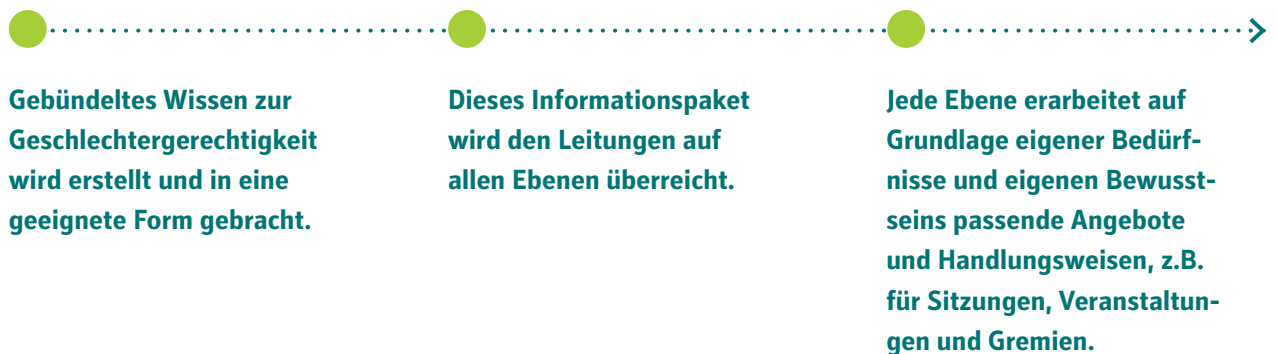 Gebündeltes Wissen zur
Geschlechtergerechtigkeit
wird erstellt und in eine
geeignete Form gebracht.
Dieses Informationspaket
wird den Leitungen auf
allen Ebenen überreicht.
Jede Ebene erarbeitet auf
Grundlage eigener Bedürf-
nisse und eigenen Bewusst-
seins passende Angebote
und Handlungsweisen, z.B.
für Sitzungen, Veranstaltun-
gen und Gremien.